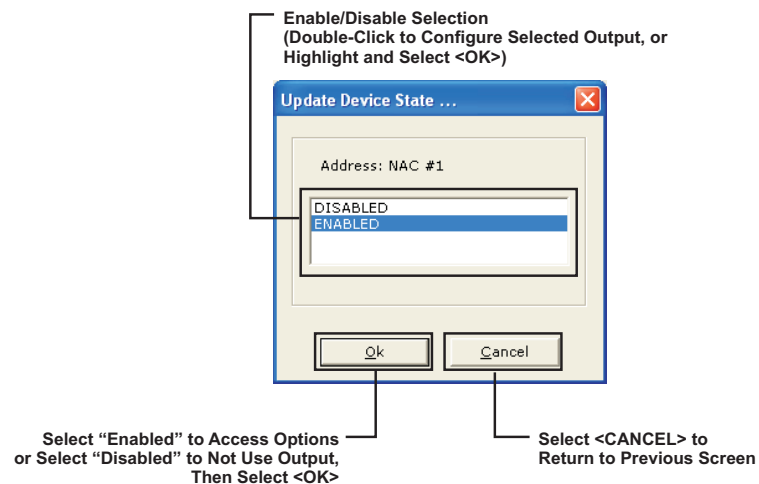 Enable/Disable Selection
(Double-Click to Configure Selected Output, or
Highlight and Select <OK>)
Update Device State ...
Address: NAC #1
DISABLED
ENABLED
Ok
Cancel
Select “Enabled” to Access Options
or Select “Disabled” to Not Use Output,
Then Select <OK>
Select <CANCEL> to
Return to Previous Screen